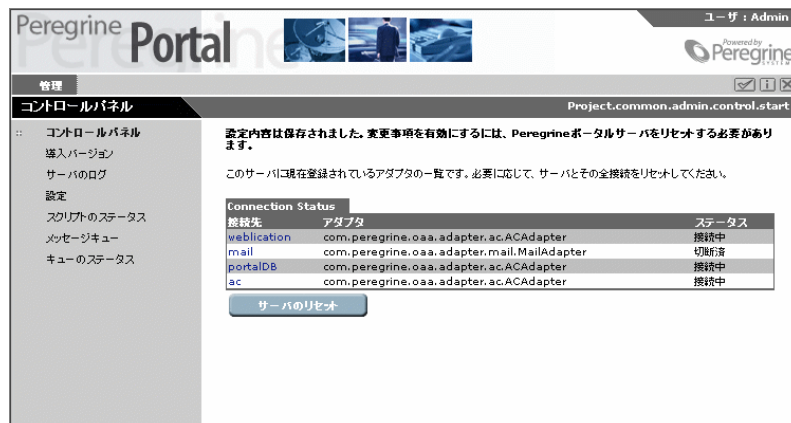 Peregrine Portal
ユーザ : Admin
Powered by
Peregrine
SYSTEMS
管理
コントロールパネル
Project.common.admin.control.start
コントロールパネル
導入バージョン
サーバのログ
設定
スクリプトのステータス
メッセージキュー
キューのステータス
設定内容は保存されました。変更事項を有効にするには、Peregrineポータルサーバをリセットする必要があり
ます。
このサーバに現在登録されているアダプタの一覧です。必要に応じて、サーバとその全接続をリセットしてください。
Connection Status
接続先 アダプタ ステータス
weblication com.peregrine.oaa.adapter.ac.ACAdapter 接続中
mail com.peregrine.oaa.adapter.mail.MailAdapter 切断済
portalDB com.peregrine.oaa.adapter.ac.ACAdapter 接続中
ac com.peregrine.oaa.adapter.ac.ACAdapter 接続中
サーバのリセット